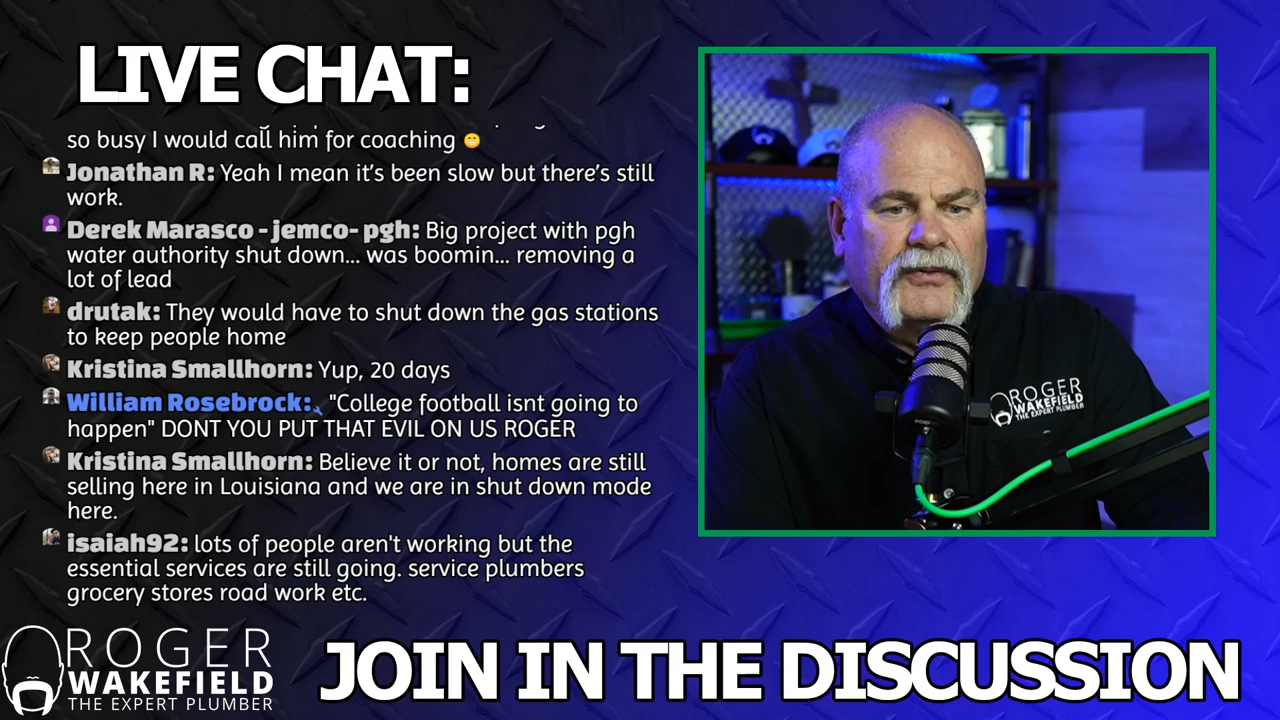 LIVE CHAT:
so busy I would call him for coaching 😁
Jonathan R: Yeah I mean it’s been slow but there’s still
work.
Derek Marasco - jemco- pgh: Big project with pgh
water authority shut down... was boomin... removing a
lot of lead
drutak: They would have to shut down the gas stations
to keep people home
Kristina Smallhorn: Yup, 20 days
William Rosebrock: "College football isnt going to
happen" DONT YOU PUT THAT EVIL ON US ROGER
Kristina Smallhorn: Believe it or not, homes are still
selling here in Louisiana and we are in shut down mode
here.
isaiah92: lots of people aren't working but the
essential services are still going. service plumbers
grocery stores road work etc.
ROGER
WAKEFIELD
THE EXPERT PLUMBER
ROGER
WAKEFIELD
THE EXPERT PLUMBER
JOIN IN THE DISCUSSION